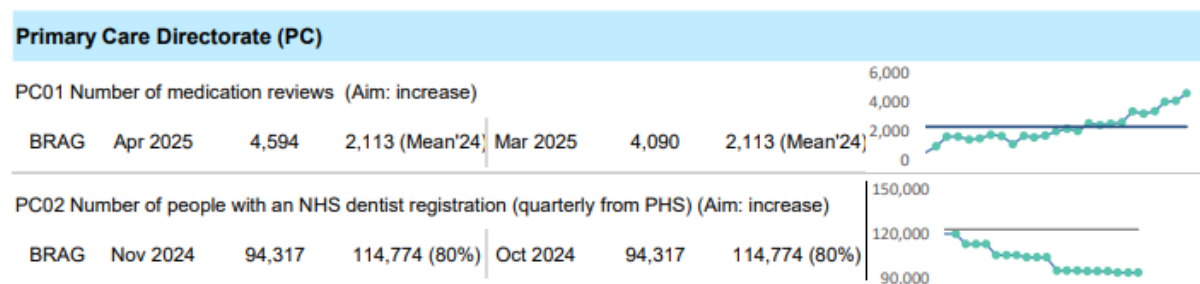 Primary Care Directorate (PC)
PC01 Number of medication reviews (Aim: increase)
BRAG Apr 2025 4,594 2,113 (Mean'24) Mar 2025 4,090 2,113 (Mean'24)
6,000
4,000
2,000
0
PC02 Number of people with an NHS dentist registration (quarterly from PHS) (Aim: increase)
BRAG Nov 2024 94,317 114,774 (80%) Oct 2024 94,317 114,774 (80%)
150,000
120,000
90,000